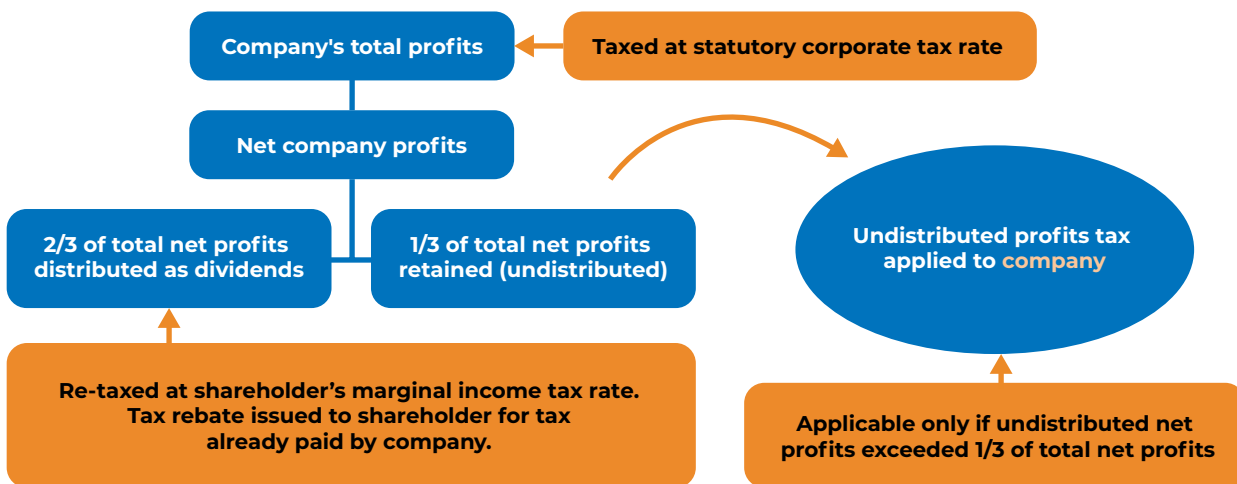 Company's total profits
Taxed at statutory corporate tax rate
Net company profits
2/3 of total net profits
distributed as dividends
1/3 of total net profits
retained (undistributed)
Undistributed profits tax
applied to company
Re-taxed at shareholder’s marginal income tax rate.
Tax rebate issued to shareholder for tax
already paid by company.
Applicable only if undistributed net
profits exceeded 1/3 of total net profits